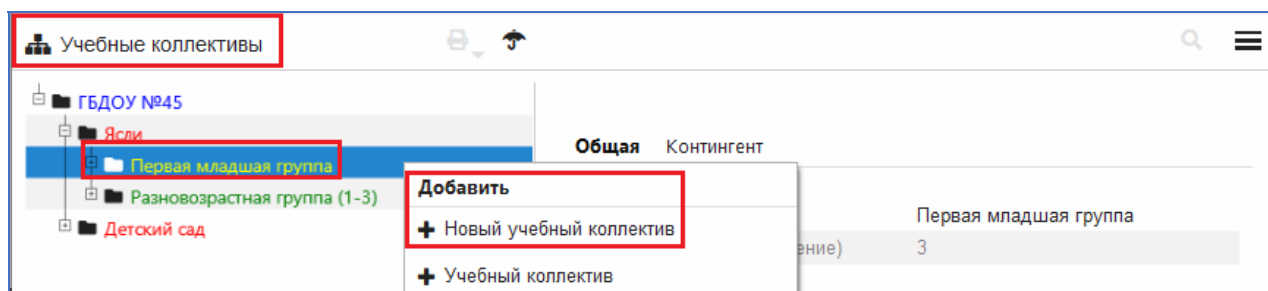 Учебные коллективы
ГБДОУ №45
Ясли
Первая младшая группа
Разновозрастная группа (1-3)
Детский сад
Общая Контингент
Добавить
Новый учебный коллектив
Учебный коллектив
Первая младшая группа
ение) 3